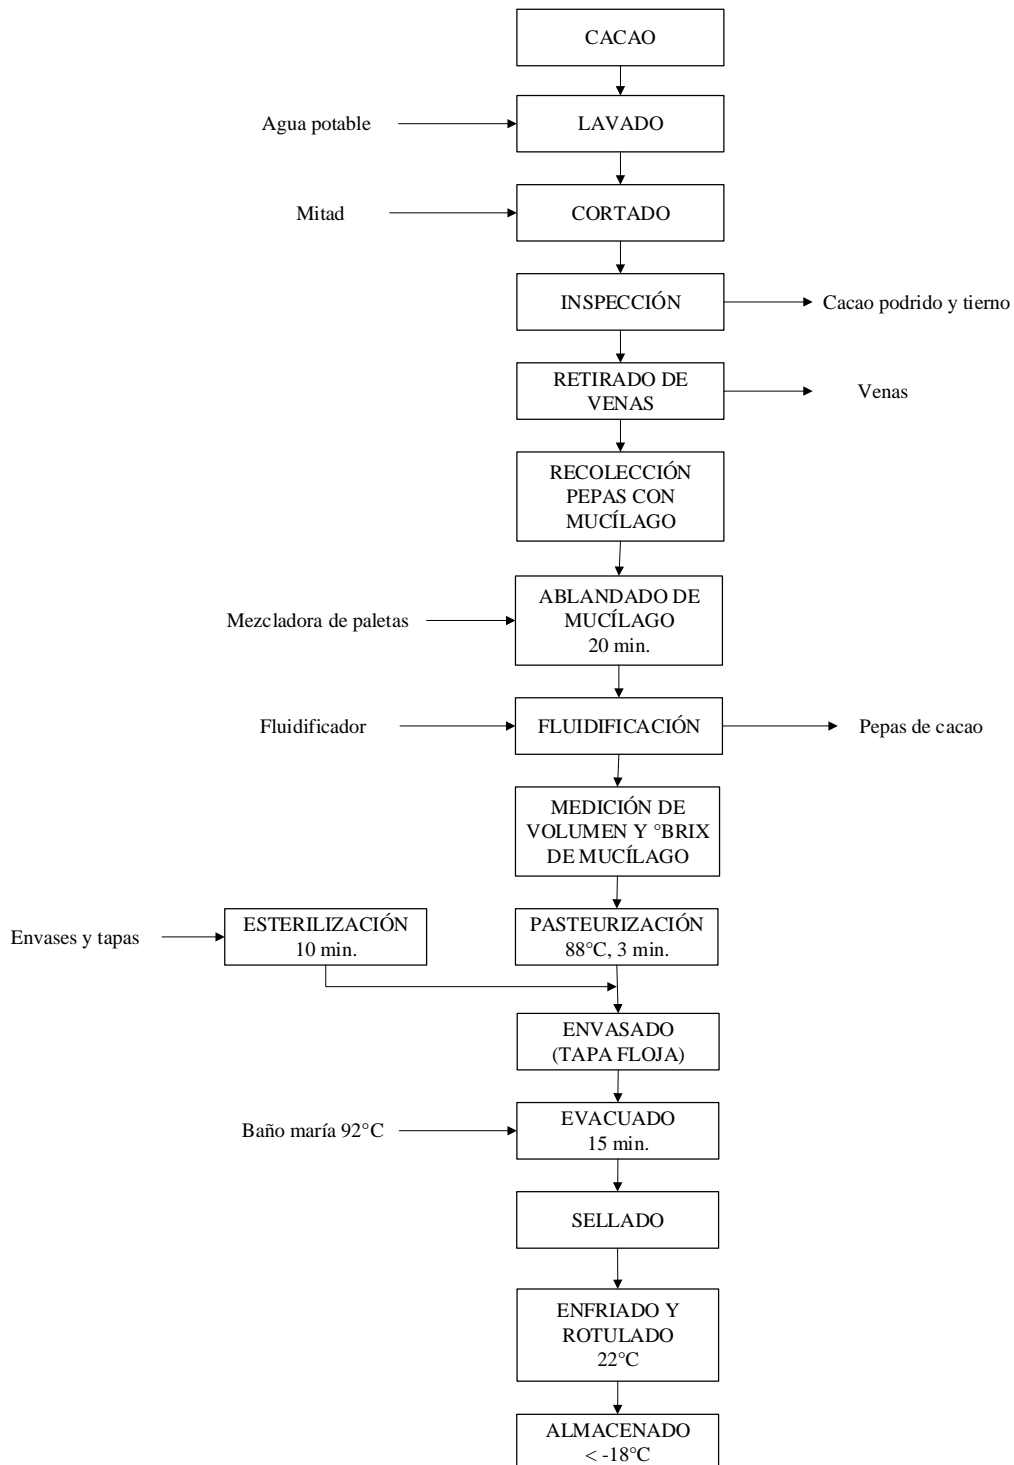 CACAO
Agua potable
LAVADO
Mitad
CORTADO
INSPECCIÓN
Cacao podrido y tierno
RETIRADO DE
VENAS
Venas
RECOLECCIÓN
PEPAS CON
MUCÍLAGO
Mezcladora de paletas
ABLANDADO DE
MUCÍLAGO
20 min.
Fluidificador
FLUIDIFICACIÓN
Pepas de cacao
MEDICIÓN DE
VOLUMEN Y °BRIX
DE MUCÍLAGO
Envases y tapas
ESTERILIZACIÓN
10 min.
PASTEURIZACIÓN
88°C, 3 min.
ENVASADO
(TAPA FLOJA)
Baño maría 92°C
EVACUADO
15 min.
SELLADO
ENFRIADO Y
ROTULADO
22°C
ALMACENADO
< -18°C